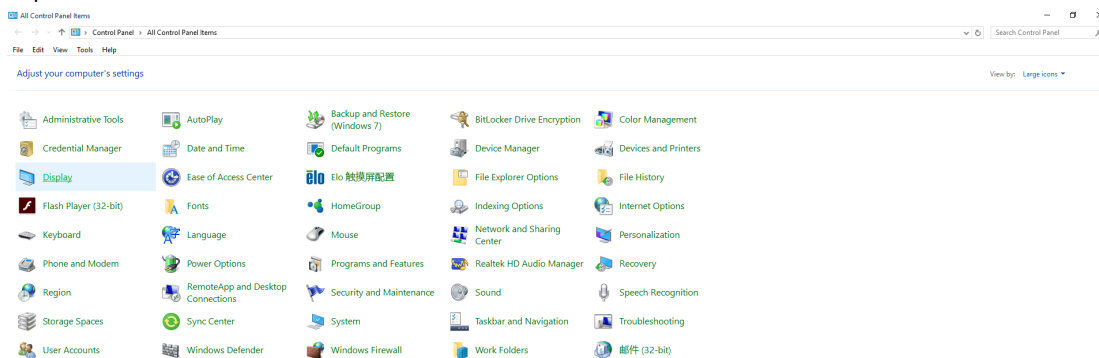 All Control Panel Items
Control Panel > All Control Panel Items
Search Control Panel
File Edit View Tools Help
Adjust your computer's settings
View by: Large icons
Administrative Tools
AutoPlay
Backup and Restore
(Windows 7)
BitLocker Drive Encryption
Color Management
Credential Manager
Date and Time
Default Programs
Device Manager
Devices and Printers
Display
Ease of Access Center
elo Elo 触摸屏配置
File Explorer Options
File History
Flash Player (32-bit)
Fonts
HomeGroup
Indexing Options
Internet Options
Keyboard
Language
Mouse
Network and Sharing
Center
Personalization
Phone and Modem
Power Options
Programs and Features
Realtek HD Audio Manager
Recovery
Region
RemoteApp and Desktop
Connections
Security and Maintenance
Sound
Speech Recognition
Storage Spaces
Sync Center
System
Taskbar and Navigation
Troubleshooting
User Accounts
Windows Defender
Windows Firewall
Work Folders
邮件 (32-bit)